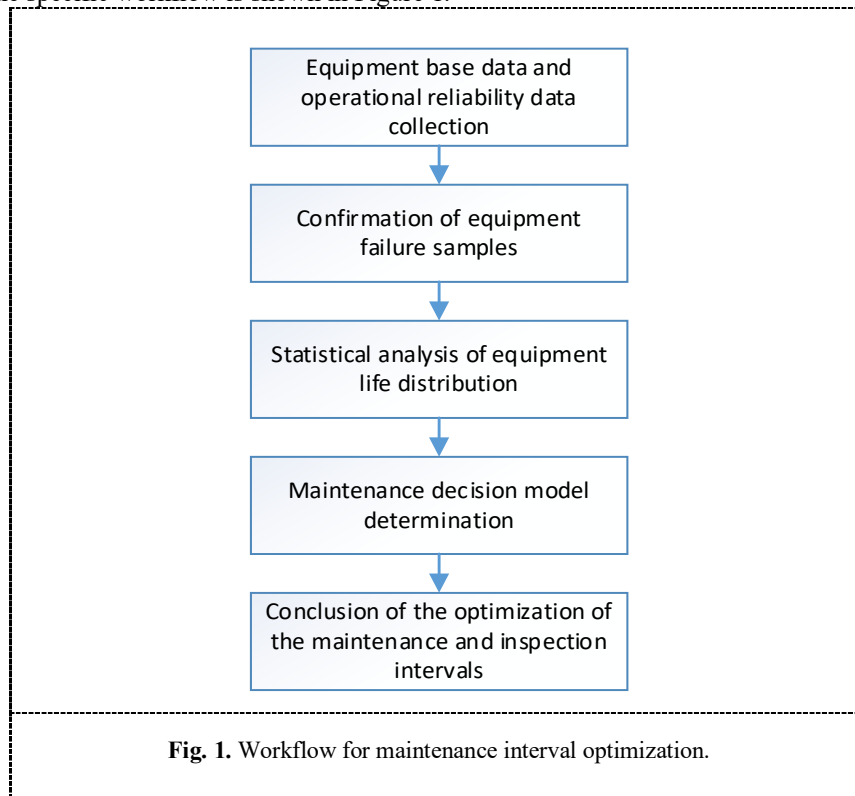 Equipment base data and
operational reliability data
collection
Confirmation of equipment
failure samples
Statistical analysis of equipment
life distribution
Maintenance decision model
determination
Conclusion of the optimization of
the maintenance and inspection
intervals
Fig. 1. Workflow for maintenance interval optimization.